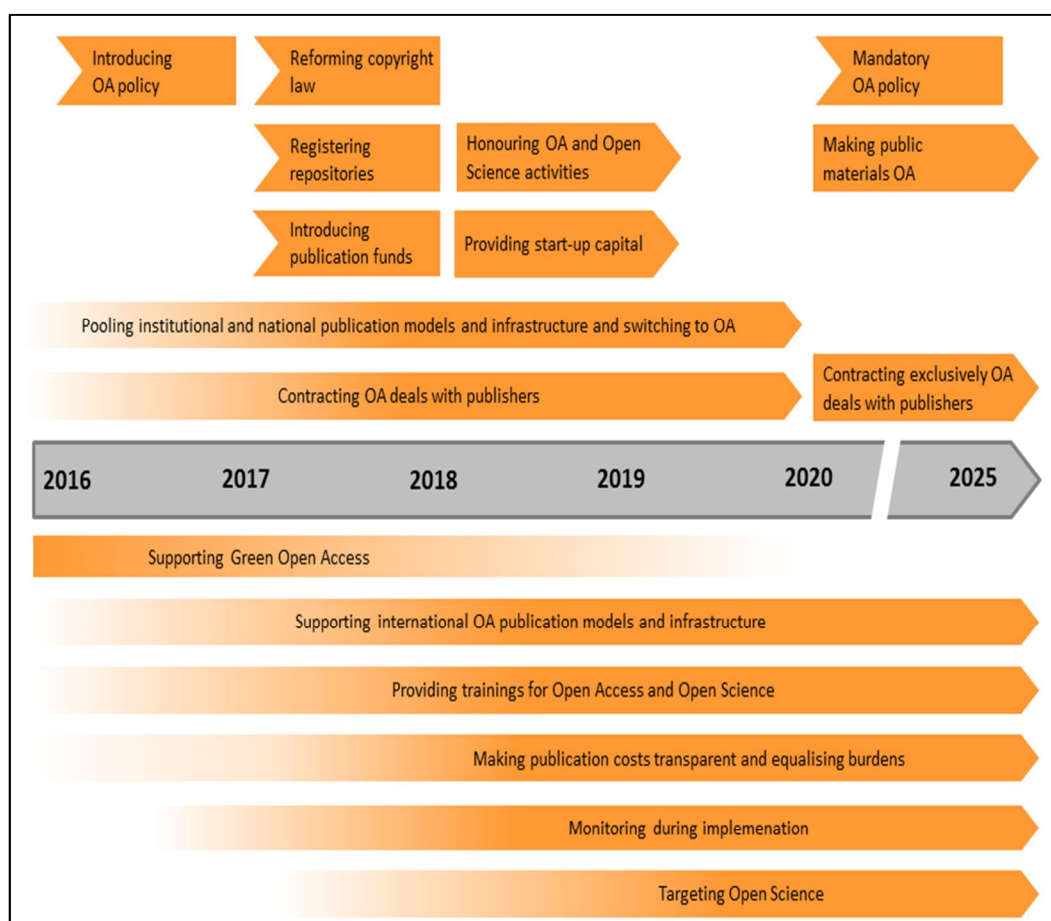 Introducing
OA policy
Reforming copyright
law
Mandatory
OA policy
Registering
repositories
Honouring OA and Open
Science activities
Making public
materials OA
Introducing
publication funds
Providing start-up capital
Pooling institutional and national publication models and infrastructure and switching to OA
Contracting OA deals with publishers
Contracting exclusively OA
deals with publishers
2016 2017 2018 2019 2020 2025
Supporting Green Open Access
Supporting international OA publication models and infrastructure
Providing trainings for Open Access and Open Science
Making publication costs transparent and equalising burdens
Monitoring during implemenation
Targeting Open Science